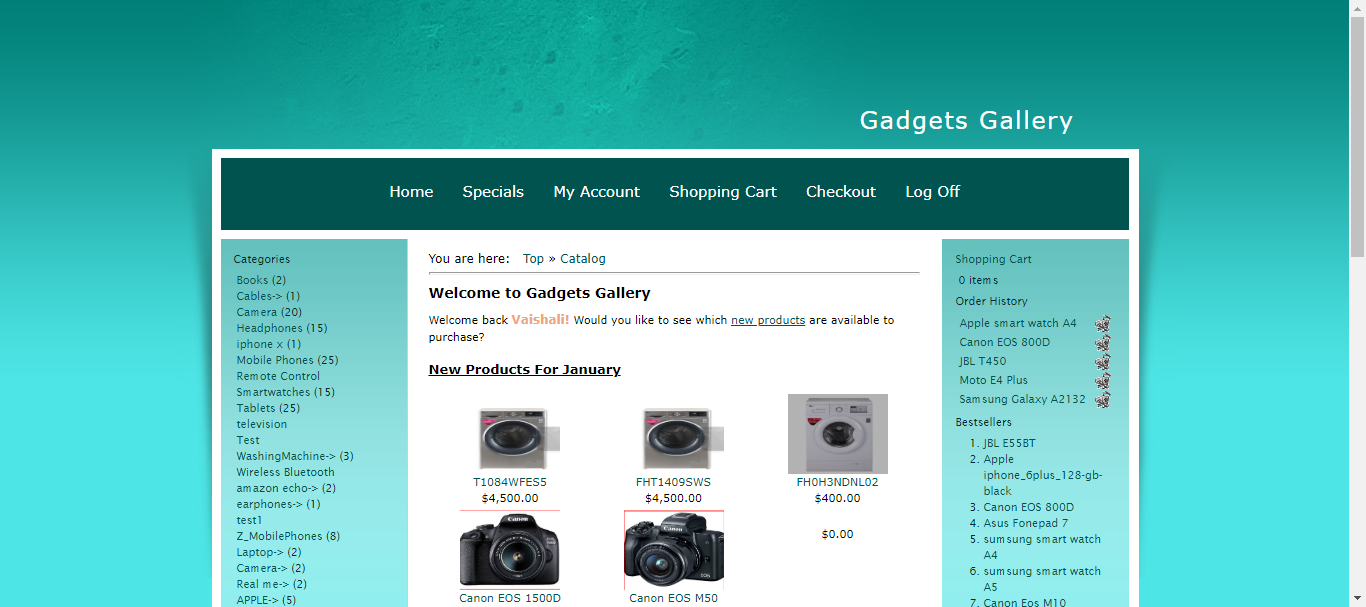 Gadgets Gallery
Home Specials My Account Shopping Cart Checkout Log Off
Categories
Books (2)
Cables-> (1)
Camera (20)
Headphones (15)
iphone x (1)
Mobile Phones (25)
Remote Control
Smartwatches (15)
Tablets (25)
television
Test
WashingMachine-> (3)
Wireless Bluetooth
amazon echo-> (2)
earphones-> (1)
test1
Z_MobilePhones (8)
Laptop-> (2)
Camera-> (2)
Real me-> (2)
APPLE-> (5)
You are here: Top » Catalog
Welcome to Gadgets Gallery
Welcome back Vaishali! Would you like to see which new products are available to
purchase?
New Products For January
T1084WFES5
$4,500.00
FHT1409SWS
$4,500.00
FH0H3NDNL02
$400.00
Canon
Canon EOS 1500D
Canon
EOS
Canon EoS M50
$0.00
Shopping Cart
0 items
Order History
Apple smart watch A4
Canon EOS 800D
JBL T450
Moto E4 Plus
Samsung Galaxy A2132
Bestsellers
1. JBL E55BT
2. Apple
iphone_6plus_128-gb-
black
3. Canon EOS 800D
4. Asus Fonepad 7
5. sumsung smart watch
A4
6. sumsung smart watch
A5
7. Canon Eos M10